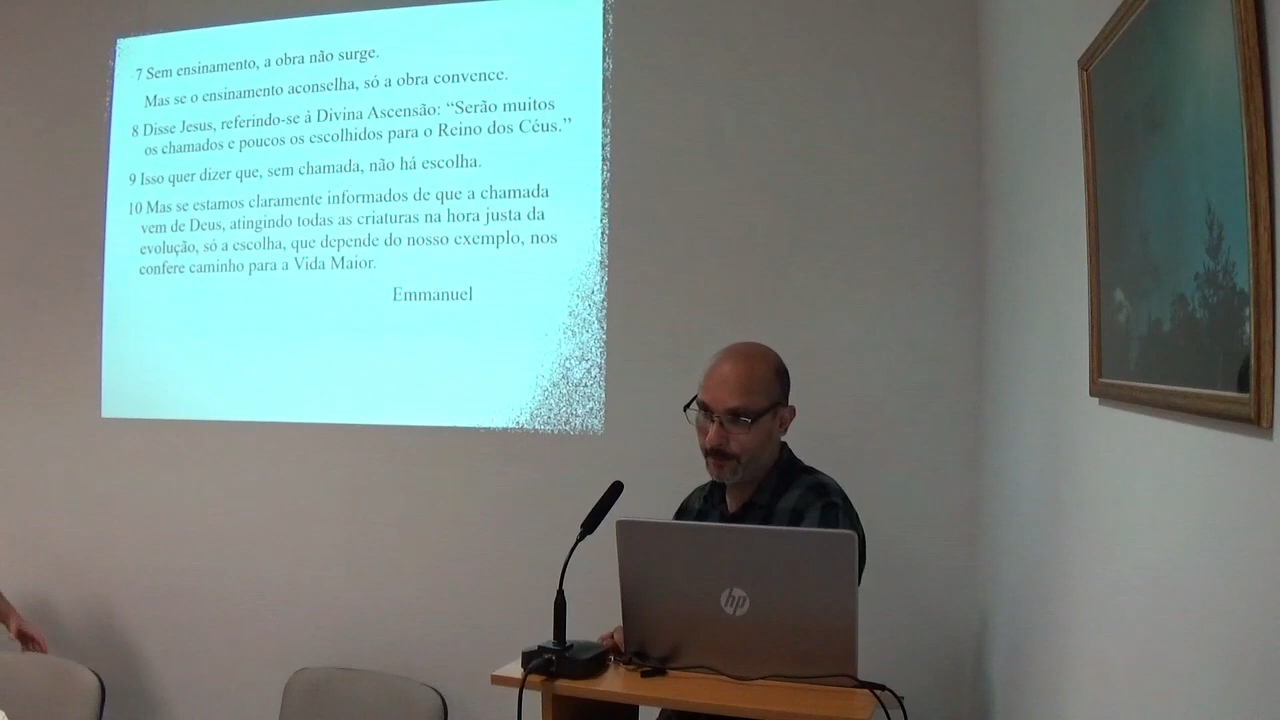 7 Sem ensinamento, a obra não surge.
Mas se o ensinamento aconselha, só a obra convence.
8 Disse Jesus, referindo-se à Divina Ascensão: “Serão muitos
os chamados e poucos os escolhidos para o Reino dos Céus.”
9 Isso quer dizer que, sem chamada, não há escolha.
10 Mas se estamos claramente informados de que a chamada
vem de Deus, atingindo todas as criaturas na hora justa da
evolução, só a escolha, que depende do nosso exemplo, nos
confere caminho para a Vida Maior.
Emmanuel
hp